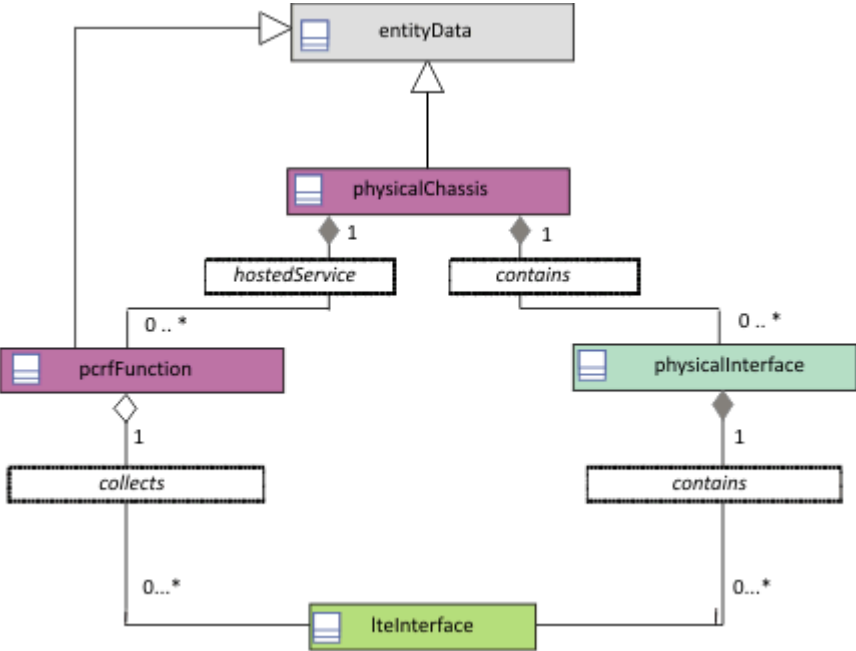 entityData
physicalChassis
1
1
hostedService
contains
0 .. *
0 .. *
pcrfFunction
physicalInterface
1
1
collects
contains
0...*
0...*
lteInterface